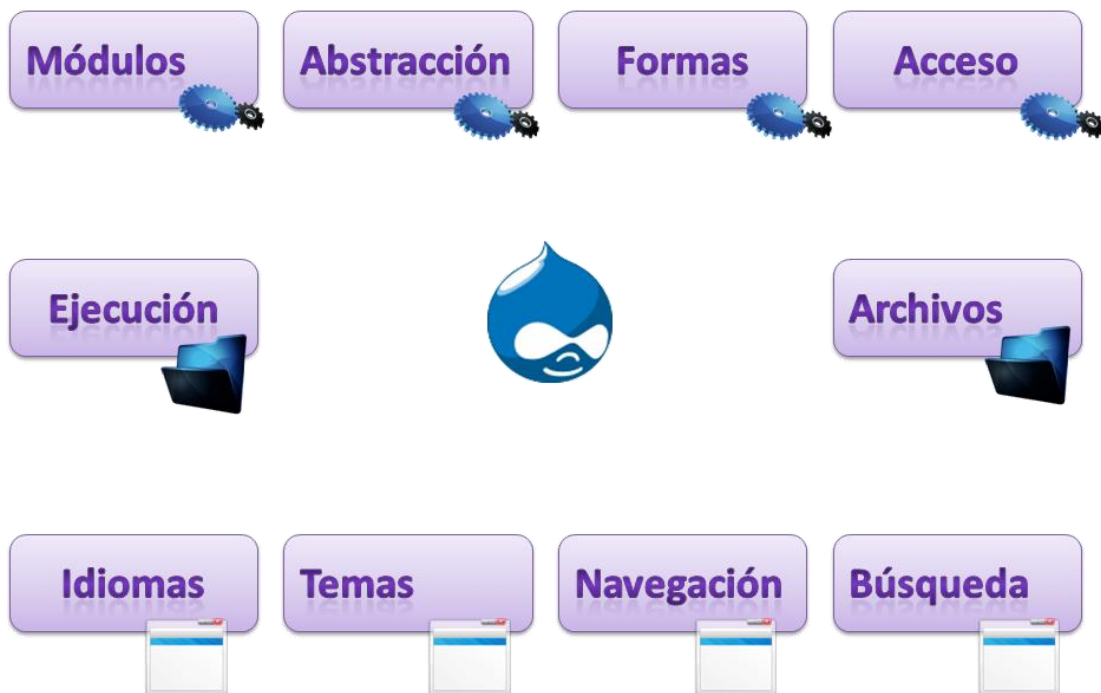 Módulos
Abstracción
Formas
Acceso
Ejecución
Archivos
Idiomas
Temas
Navegación
Búsqueda